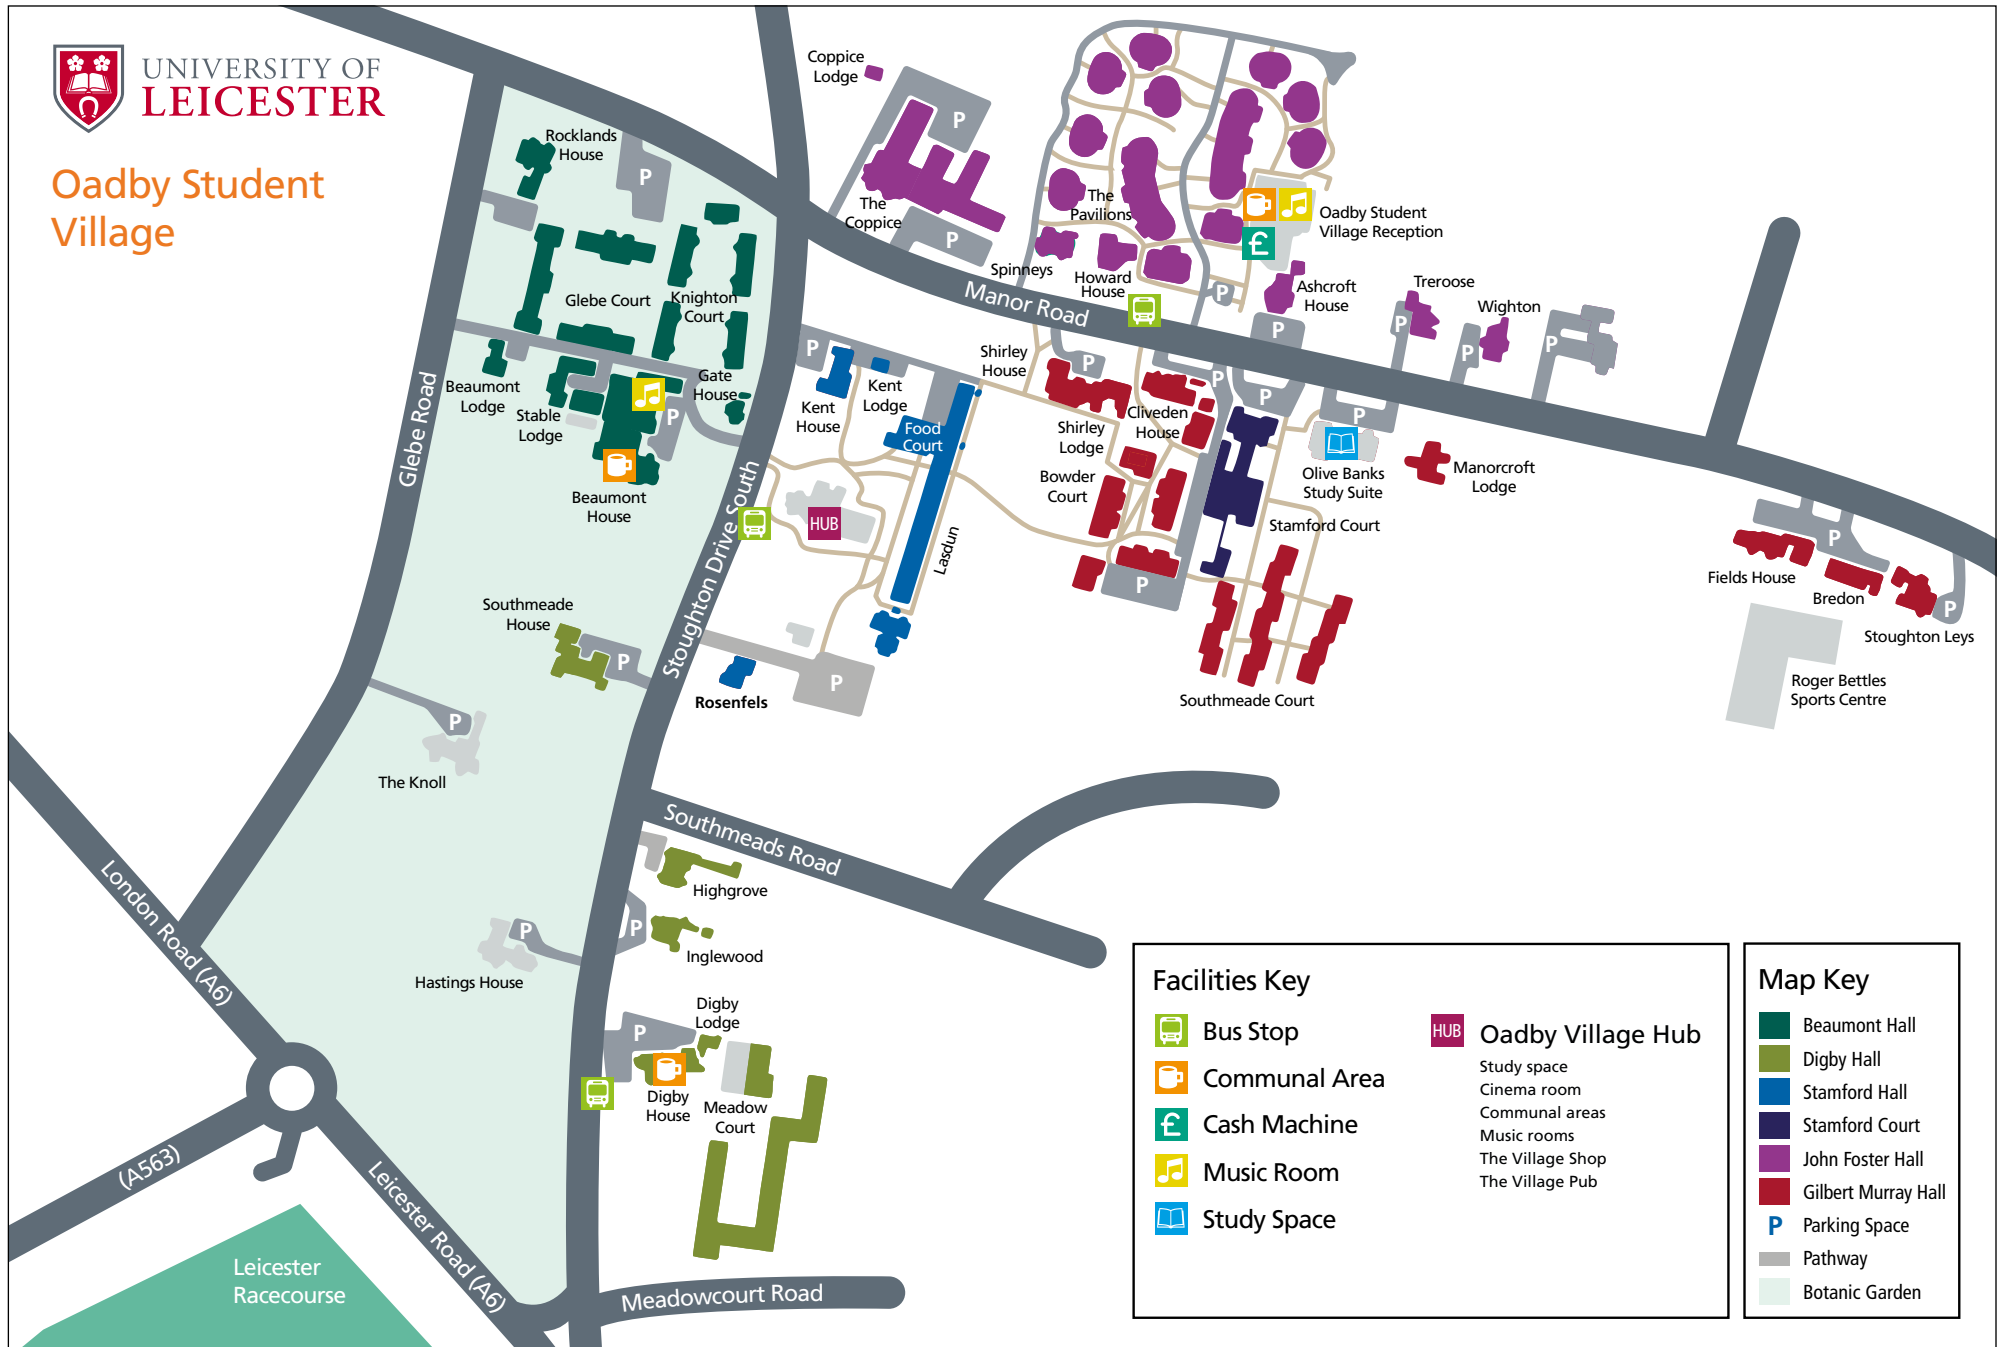 UNIVERSITY OF
LEICESTER
Oadby Student
Village
Coppice
Lodge
P
The
Coppice
P
Rocklands
House
P
Glebe Court
Knighton
Court
Beaumont
Lodge
Stable
Lodge
Gate
House
P
Beaumont
House
Glebe Road
Stoughton Drive South
The
Pavilions
Spinneys
Howard
House
P
Oadby Student
Village Reception
£
Ashcroft
House
P
Treroose
P
Wighton
P
P
Manor Road
P
Kent
House
Kent
Lodge
Food
Court
Lasdun
HUB
Shirley
House
P
Cliveden
House
P
P
Shirley
Lodge
Bowder
Court
P
Stamford Court
P
Olive Banks
Study Suite
Manorcroft
Lodge
Southmeade Court
Fields House
P
Bredon
P
Stoughton Leys
Roger Bettles
Sports Centre
Southmeade
House
P
Rosenfels
P
P
The Knoll
Southmeads Road
Highgrove
P
Inglewood
P
Hastings House
Digby
Lodge
P
Digby
House
Meadow
Court
London Road (A6)
(A563)
Leicester Road (A6)
Meadowcourt Road
Leicester
Racecourse
Facilities Key
Bus Stop
Communal Area
£ Cash Machine
Music Room
Study Space
HUB Oadby Village Hub
Study space
Cinema room
Communal areas
Music rooms
The Village Shop
The Village Pub
Map Key
Beaumont Hall
Digby Hall
Stamford Hall
Stamford Court
John Foster Hall
Gilbert Murray Hall
P Parking Space
Pathway
Botanic Garden